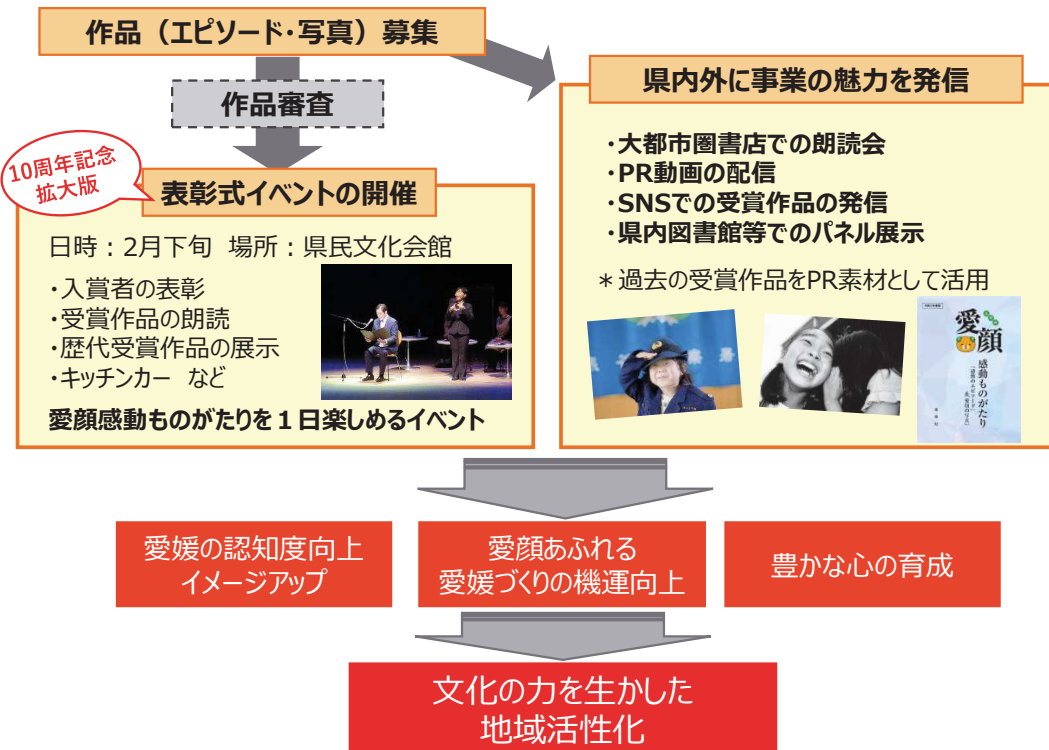 作品（エピソード・写真）募集
作品審査
10周年記念
拡大版
表彰式イベントの開催
日時：2月下旬 場所：県民文化会館
・入賞者の表彰
・受賞作品の朗読
・歴代受賞作品の展示
・キッチンカー など
愛顔感動ものがたりを１日楽しめるイベント
県内外に事業の魅力を発信
・大都市圏書店での朗読会
・PR動画の配信
・SNSでの受賞作品の発信
・県内図書館等でのパネル展示
＊過去の受賞作品をPR素材として活用
愛顔
感動ものがたり
愛媛の認知度向上
イメージアップ
愛顔あふれる
愛媛づくりの機運向上
豊かな心の育成
文化の力を生かした
地域活性化